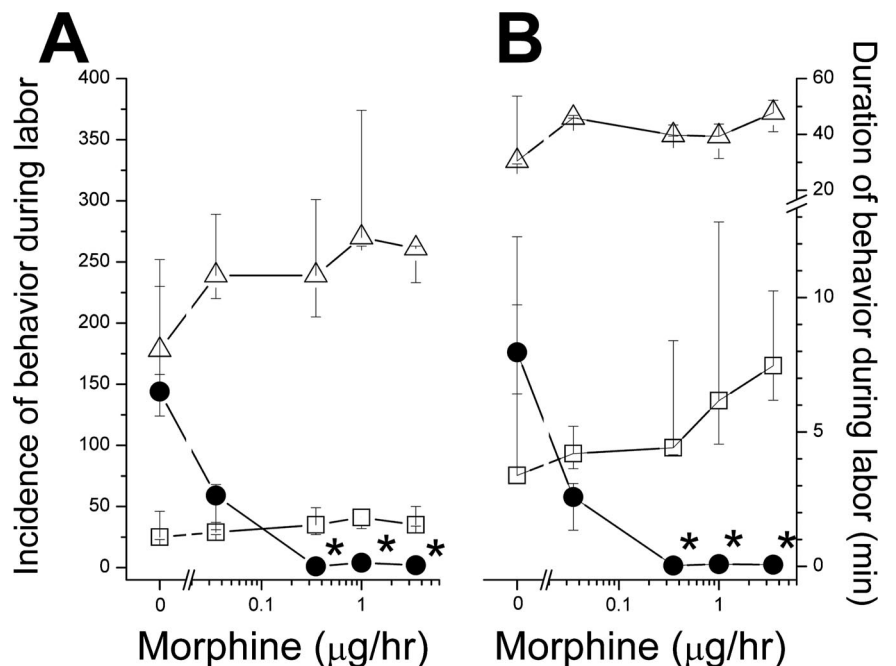 A
B
Incidence of behavior during labor
400
350
300
250
200
150
100
50
0
0
0.1
1
Morphine (μg/hr)
* * *
0
0.1
1
Morphine (μg/hr)
* * *
60
40
20
10
5
0
Duration of behavior during labor (min)